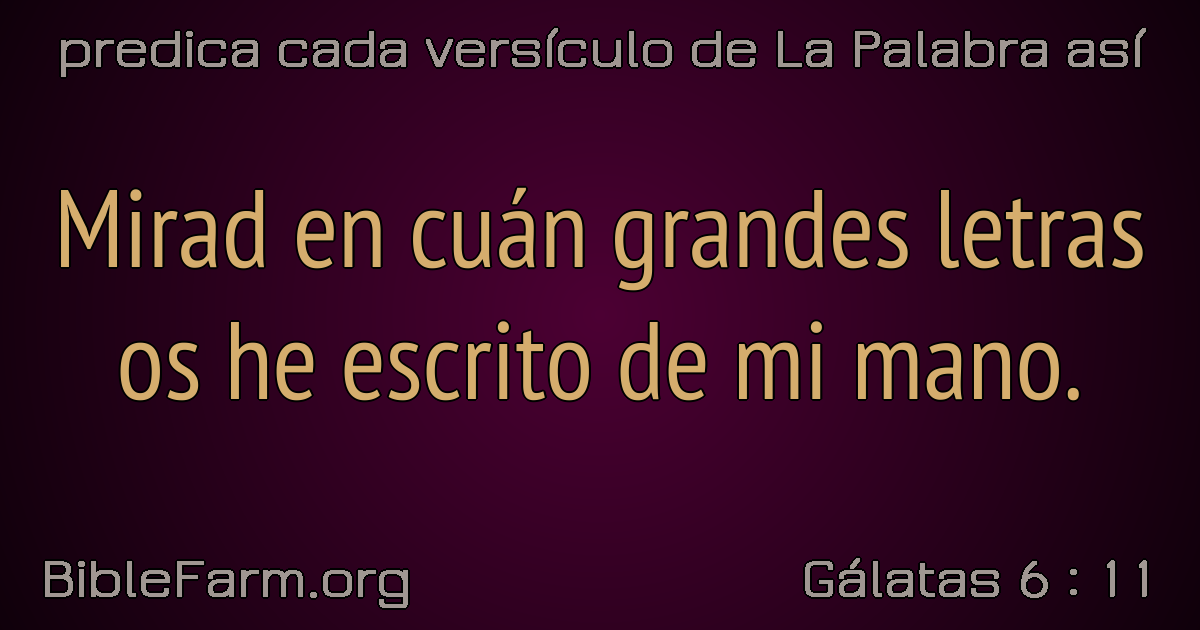 predica cada versículo de La Palabra así
Mirad en cuán grandes letras
os he escrito de mi mano.
BibleFarm.org
Gálatas 6 : 11